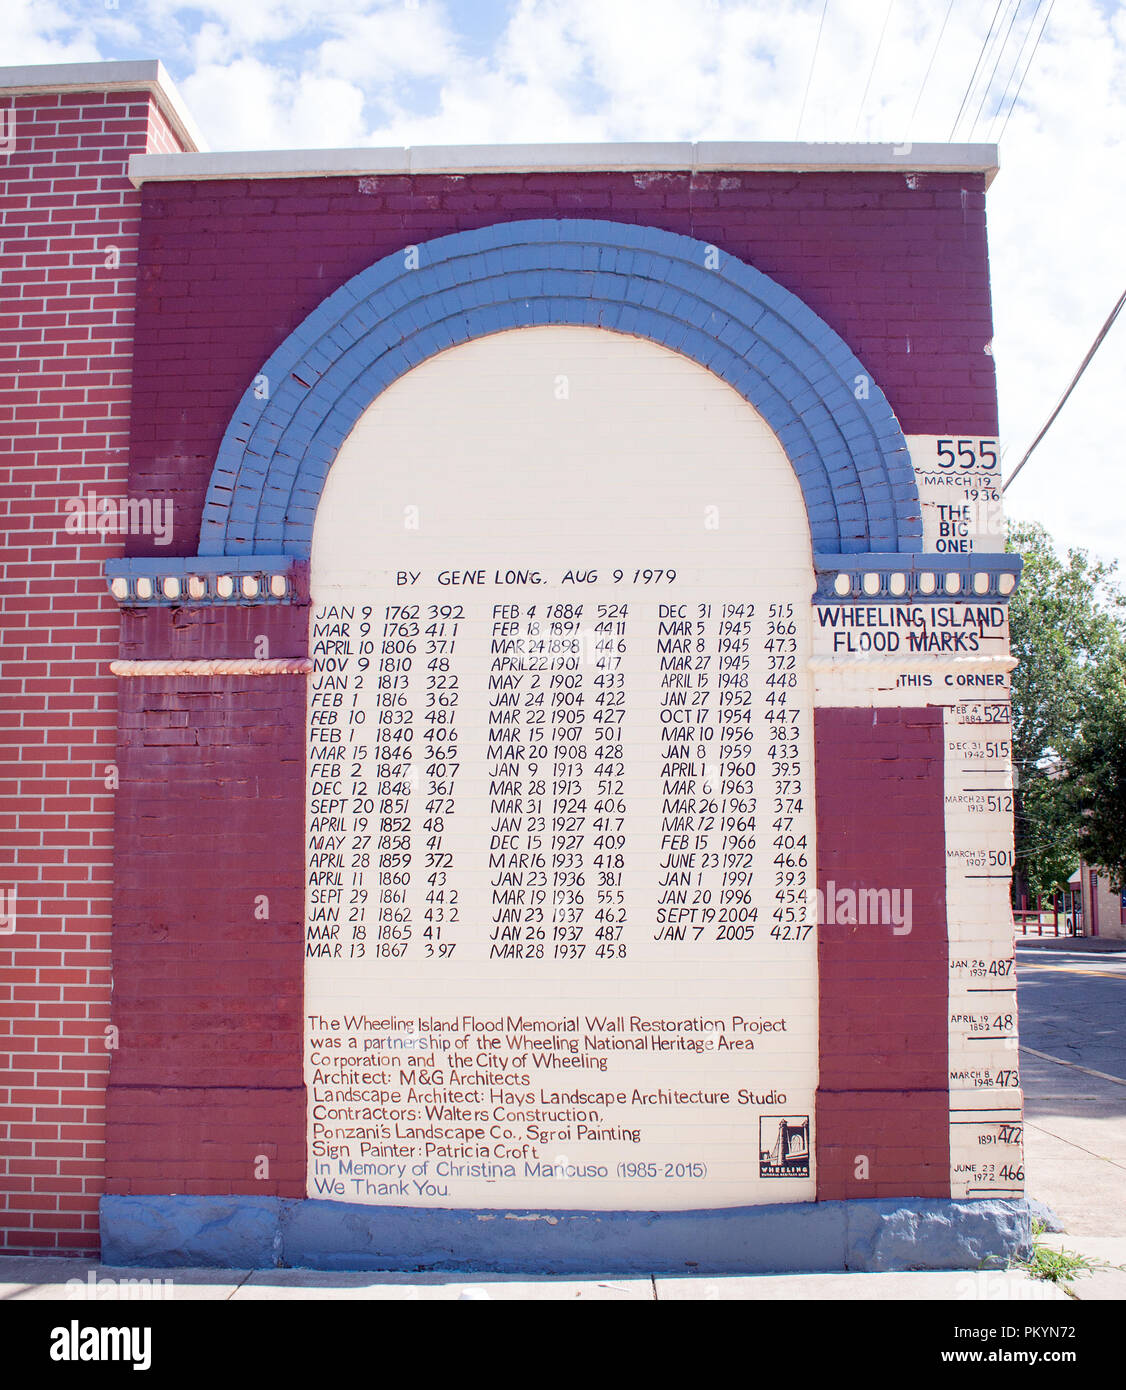 BY GENE LONG, AUG 9 1979
JAN 9 1762 39.2
MAR 9 1763 41.1
APRIL 10 1806 37.1
NOV 9 1810 48
JAN 2 1813 32.2
FEB 1 1816 36.2
FEB 10 1832 48.1
FEB 1 1840 40.6
MAR 15 1846 36.5
FEB 2 1847 40.7
DEC 12 1848 36.1
SEPT 20 1851 47.2
APRIL 19 1852 48
MAY 27 1858 41
APRIL 28 1859 37.2
APRIL 11 1860 43
SEPT 29 1861 44.2
JAN 21 1862 43.2
MAR 18 1865 41
MAR 13 1867 39.7
FEB 4 1884 52.4
FEB 18 1891 44.11
MAR 24 1898 44.6
APRIL 22 1901 41.7
MAY 2 1902 43.3
JAN 24 1904 42.2
MAR 22 1905 42.7
MAR 15 1907 50.1
MAR 20 1908 42.8
JAN 9 1913 44.2
MAR 28 1913 51.2
MAR 31 1924 40.6
JAN 23 1927 41.7
DEC 15 1927 40.9
MAR 16 1933 41.8
JAN 23 1936 38.1
MAR 19 1936 55.5
JAN 23 1937 46.2
JAN 26 1937 48.7
MAR 28 1937 45.8
DEC 31 1942 51.5
MAR 5 1945 36.6
MAR 8 1945 47.3
MAR 27 1945 37.2
APRIL 15 1948 44.8
JAN 27 1952 44
OCT 17 1954 44.7
MAR 10 1956 38.3
JAN 8 1959 43.3
APRIL 1 1960 39.5
MAR 6 1963 37.3
MAR 26 1963 37.4
MAR 12 1964 47
FEB 15 1966 40.4
JUNE 23 1972 46.6
JAN 1 1991 39.3
JAN 20 1996 45.4
SEPT 19 2004 45.3
JAN 7 2005 42.17
The Wheeling Island Flood Memorial Wall Restoration Project
was a partnership of the Wheeling National Heritage Area
Corporation and the City of Wheeling
Architect: M&G Architects
Landscape Architect: Hays Landscape Architecture Studio
Contractors: Walters Construction,
Ponzani's Landscape Co., Sgroi Painting
Sign Painter: Patricia Croft
In Memory of Christina Mancuso (1985-2015)
We Thank You.
WHEELING
NATIONAL HERITAGE AREA
55.5
MARCH 19
1936
THE
BIG
ONE!
WHEELING ISLAND
FLOOD MARKS
THIS CORNER
FEB 4
1884 52.4
DEC. 31
1942 51.5
MARCH 23
1913 51.2
MARCH 15
1907 50.1
JAN. 26
1937 48.7
APRIL 19
1852 48
MARCH 8
1945 47.3
1891 47.2
JUNE 23
1972 46.6
alamy
Image ID: PKYN72
www.alamy.com